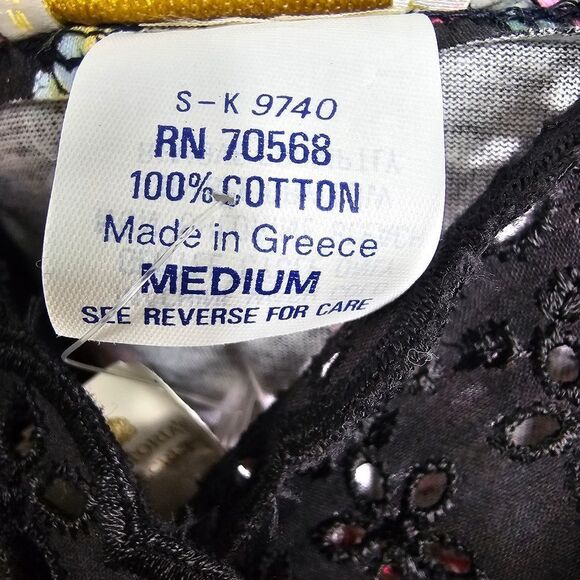 S-K 9740
RN 70568
100% COTTON
Made in Greece
MEDIUM
SEE REVERSE FOR CARE